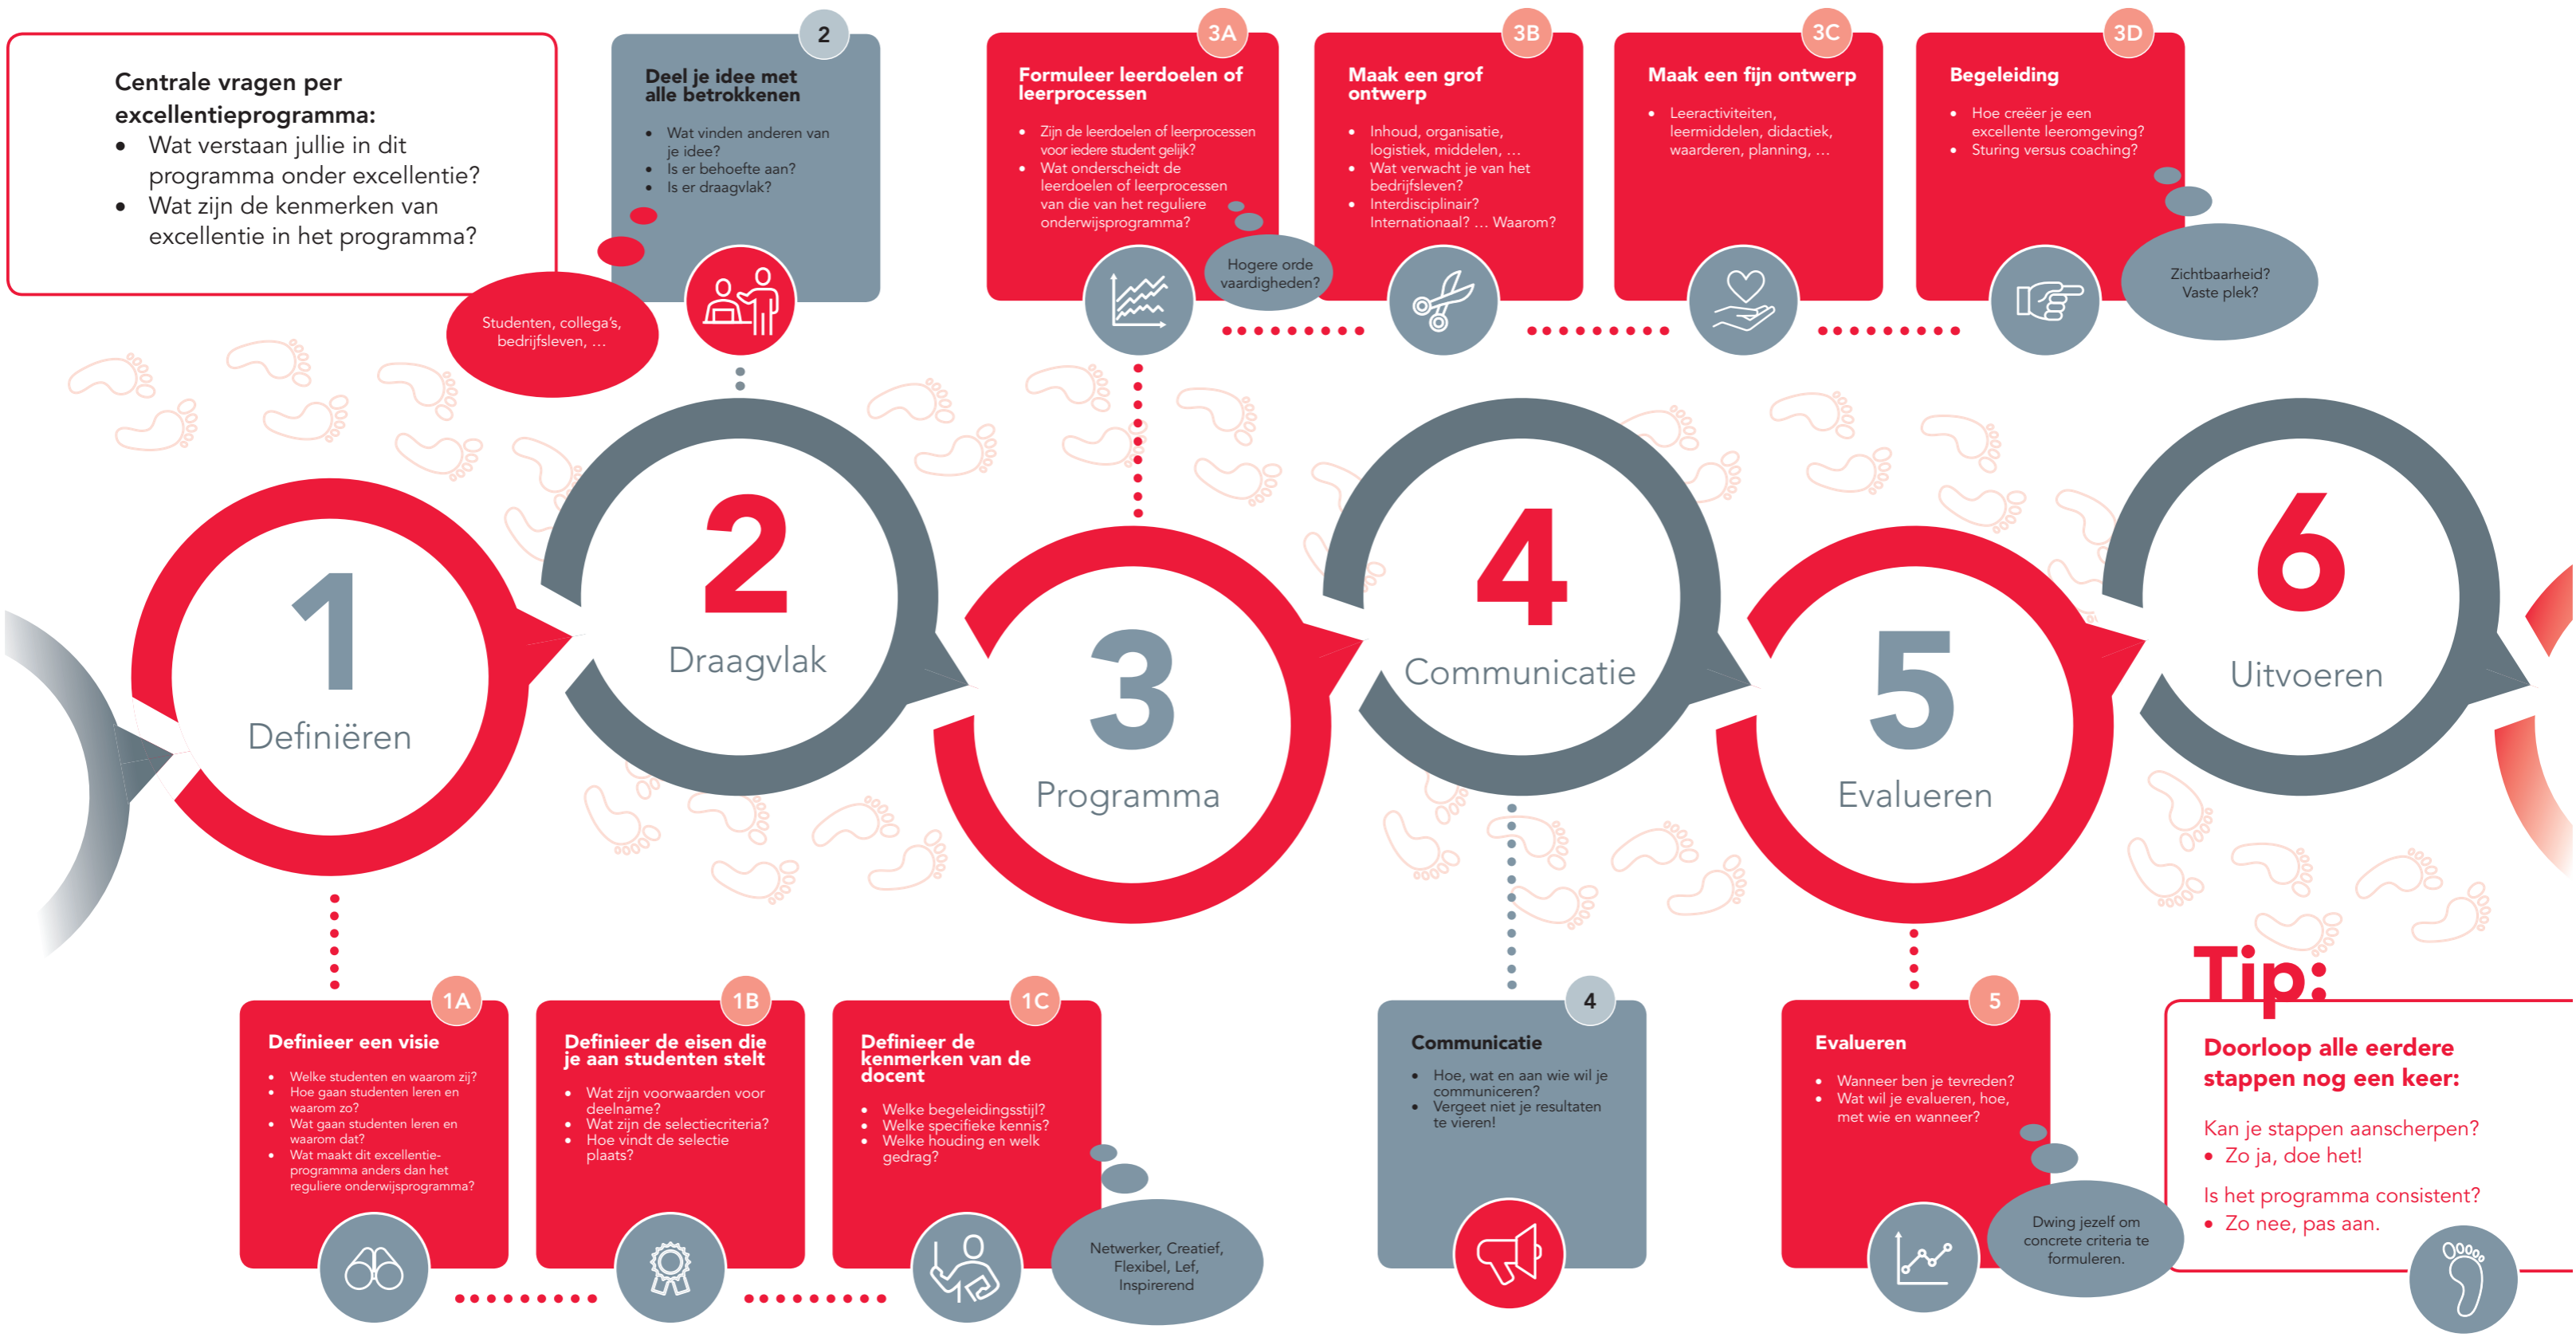 Centrale vragen per
excellentieprogramma:
• Wat verstaan jullie in dit
programma onder excellentie?
• Wat zijn de kenmerken van
excellentie in het programma?
2
Deel je idee met
alle betrokkenen
• Wat vinden anderen van
je idee?
• Is er behoefte aan?
• Is er draagvlak?
Studenten, collega's,
bedrijfsleven, ...
3A
Formuleer leerdoelen of
leerprocessen
• Zijn de leerdoelen of leerprocessen
voor iedere student gelijk?
• Wat onderscheidt de
leerdoelen of leerprocessen
van die van het reguliere
onderwijsprogramma?
Hogere orde
vaardigheden?
3B
Maak een grof
ontwerp
• Inhoud, organisatie,
logistiek, middelen, ...
• Wat verwacht je van het
bedrijfsleven?
• Interdisciplinair?
Internationaal? ... Waarom?
3C
Maak een fijn ontwerp
• Leeractiviteiten,
leermiddelen, didactiek,
waarderen, planning, ...
3D
Begeleiding
• Hoe creëer je een
excellente leeromgeving?
• Sturing versus coaching?
Zichtbaarheid?
Vaste plek?
1
Definiëren
2
Draagvlak
3
Programma
4
Communicatie
5
Evalueren
6
Uitvoeren
1A
Definieer een visie
• Welke studenten en waarom zij?
• Hoe gaan studenten leren en
waarom zo?
• Wat gaan studenten leren en
waarom dat?
• Wat maakt dit excellentie-
programma anders dan het
reguliere onderwijsprogramma?
1B
Definieer de eisen die
je aan studenten stelt
• Wat zijn voorwaarden voor
deelname?
• Wat zijn de selectiecriteria?
• Hoe vindt de selectie
plaats?
1C
Definieer de
kenmerken van de
docent
• Welke begeleidingsstijl?
• Welke specifieke kennis?
• Welke houding en welk
gedrag?
Netwerker, Creatief,
Flexibel, Lef,
Inspirerend
4
Communicatie
• Hoe, wat en aan wie wil je
communiceren?
• Vergeet niet je resultaten
te vieren!
5
Evalueren
• Wanneer ben je tevreden?
• Wat wil je evalueren, hoe,
met wie en wanneer?
Dwing jezelf om
concrete criteria te
formuleren.
Tip:
Doorloop alle eerdere
stappen nog een keer:
Kan je stappen aanscherpen?
• Zo ja, doe het!
Is het programma consistent?
• Zo nee, pas aan.